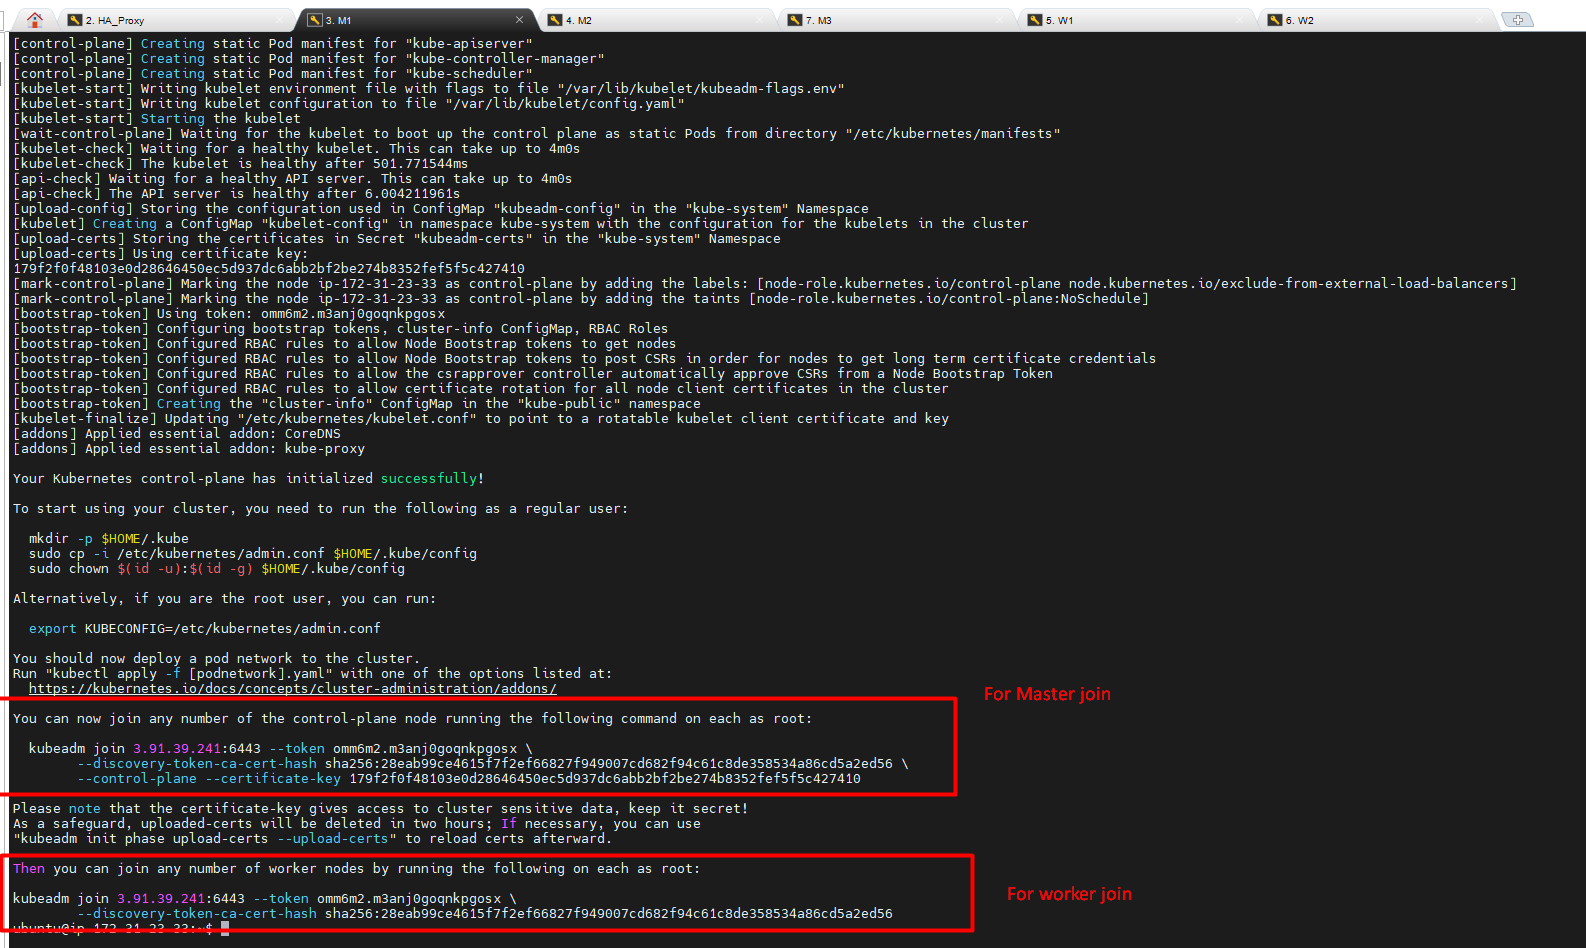 2. HA_Proxy
3. M1
4. M2
7. M3
5. W1
6. W2
[control-plane] Creating static Pod manifest for "kube-apiserver"
[control-plane] Creating static Pod manifest for "kube-controller-manager"
[control-plane] Creating static Pod manifest for "kube-scheduler"
[kubelet-start] Writing kubelet environment file with flags to file "/var/lib/kubelet/kubeadm-flags.env"
[kubelet-start] Writing kubelet configuration to file "/var/lib/kubelet/config.yaml"
[kubelet-start] Starting the kubelet
[wait-control-plane] Waiting for the kubelet to boot up the control plane as static Pods from directory "/etc/kubernetes/manifests"
[kubelet-check] Waiting for a healthy kubelet. This can take up to 4m0s
[kubelet-check] The kubelet is healthy after 501.771544ms
[api-check] Waiting for a healthy API server. This can take up to 4m0s
[api-check] The API server is healthy after 6.004211961s
[upload-config] Storing the configuration used in ConfigMap "kubeadm-config" in the "kube-system" Namespace
[kubelet] Creating a ConfigMap "kubelet-config" in namespace kube-system with the configuration for the kubelets in the cluster
[upload-certs] Storing the certificates in Secret "kubeadm-certs" in the "kube-system" Namespace
[upload-certs] Using certificate key:
179f2f0f48103e0d28646450ec5d937dc6abb2bf2be274b8352fef5f5c427410
[mark-control-plane] Marking the node ip-172-31-23-33 as control-plane by adding the labels: [node-role.kubernetes.io/control-plane node.kubernetes.io/exclude-from-external-load-balancers]
[mark-control-plane] Marking the node ip-172-31-23-33 as control-plane by adding the taints [node-role.kubernetes.io/control-plane:NoSchedule]
[bootstrap-token] Using token: omm6m2.m3anj0goqnkpgosx
[bootstrap-token] Configuring bootstrap tokens, cluster-info ConfigMap, RBAC Roles
[bootstrap-token] Configured RBAC rules to allow Node Bootstrap tokens to get nodes
[bootstrap-token] Configured RBAC rules to allow Node Bootstrap tokens to post CSRs in order for nodes to get long term certificate credentials
[bootstrap-token] Configured RBAC rules to allow the csrapprover controller automatically approve CSRs from a Node Bootstrap Token
[bootstrap-token] Configured RBAC rules to allow certificate rotation for all node client certificates in the cluster
[bootstrap-token] Creating the "cluster-info" ConfigMap in the "kube-public" namespace
[kubelet-finalize] Updating "/etc/kubernetes/kubelet.conf" to point to a rotatable kubelet client certificate and key
[addons] Applied essential addon: CoreDNS
[addons] Applied essential addon: kube-proxy
Your Kubernetes control-plane has initialized successfully!
To start using your cluster, you need to run the following as a regular user:
mkdir -p $HOME/.kube
sudo cp -i /etc/kubernetes/admin.conf $HOME/.kube/config
sudo chown $(id -u):$(id -g) $HOME/.kube/config
Alternatively, if you are the root user, you can run:
export KUBECONFIG=/etc/kubernetes/admin.conf
You should now deploy a pod network to the cluster.
Run "kubectl apply -f [podnetwork].yaml" with one of the options listed at:
https://kubernetes.io/docs/concepts/cluster-administration/addons/
For Master join
You can now join any number of the control-plane node running the following command on each as root:
kubeadm join 3.91.39.241:6443 --token omm6m2.m3anj0goqnkpgosx \
--discovery-token-ca-cert-hash sha256:28eab99ce4615f7f2ef66827f949007cd682f94c61c8de358534a86cd5a2ed56 \
--control-plane --certificate-key 179f2f0f48103e0d28646450ec5d937dc6abb2bf2be274b8352fef5f5c427410
Please note that the certificate-key gives access to cluster sensitive data, keep it secret!
As a safeguard, uploaded-certs will be deleted in two hours; If necessary, you can use
"kubeadm init phase upload-certs --upload-certs" to reload certs afterward.
Then you can join any number of worker nodes by running the following on each as root:
For worker join
kubeadm join 3.91.39.241:6443 --token omm6m2.m3anj0goqnkpgosx \
--discovery-token-ca-cert-hash sha256:28eab99ce4615f7f2ef66827f949007cd682f94c61c8de358534a86cd5a2ed56
ubuntu@ip-172-31-23-33:~$